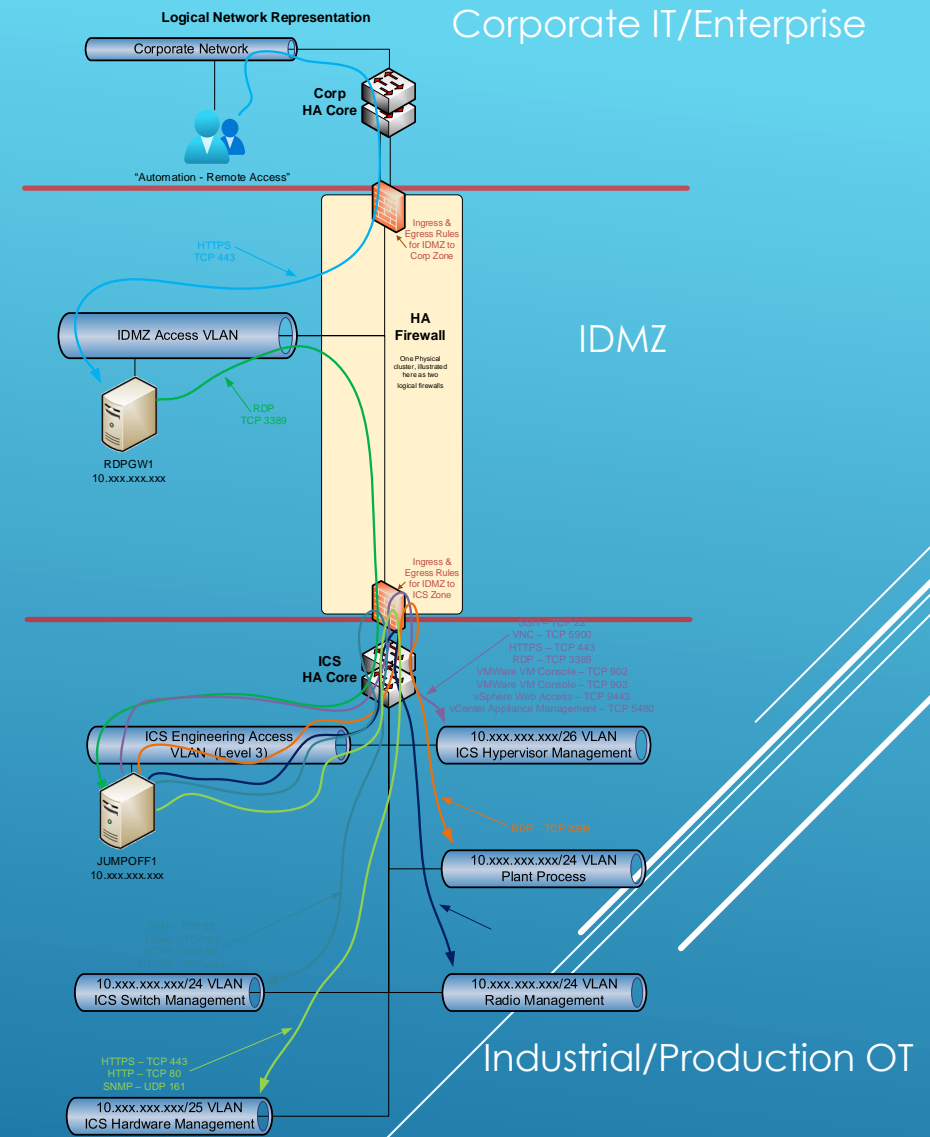 Logical Network Representation
Corporate IT/Enterprise
Corporate Network
Corp
HA Core
"Automation - Remote Access"
Ingress &
Egress Rules
for IDMZ to
Corp Zone
HTTPS
TCP 443
IDMZ Access VLAN
HA
Firewall
One Physical
cluster, illustrated
here as two
logical firewalls
IDMZ
RDP
TCP 3389
RDPGW1
10.xxx.xxx.xxx
Ingress &
Egress Rules
for IDMZ to
ICS Zone
SSH – TCP 22
VNC – TCP 5900
HTTPS – TCP 443
RDP – TCP 3389
VMWare VM Console – TCP 902
VMWare VM Console – TCP 903
vSphere Web Access – TCP 9443
vCenter Appliance Management – TCP 5480
ICS
HA Core
ICS Engineering Access
VLAN (Level 3)
10.xxx.xxx.xxx/26 VLAN
ICS Hypervisor Management
RDP – TCP 3389
JUMPOFF1
10.xxx.xxx.xxx
10.xxx.xxx.xxx/24 VLAN
Plant Process
10.xxx.xxx.xxx/24 VLAN
ICS Switch Management
10.xxx.xxx.xxx/24 VLAN
Radio Management
Industrial/Production OT
HTTPS – TCP 443
HTTP – TCP 80
SNMP – UDP 161
10.xxx.xxx.xxx/25 VLAN
ICS Hardware Management